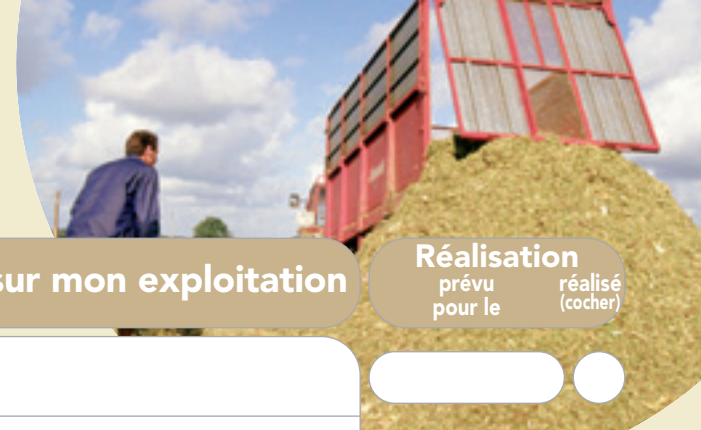 sur mon exploitation
Réalisation
prévu
pour le
réalisé
(cocher)